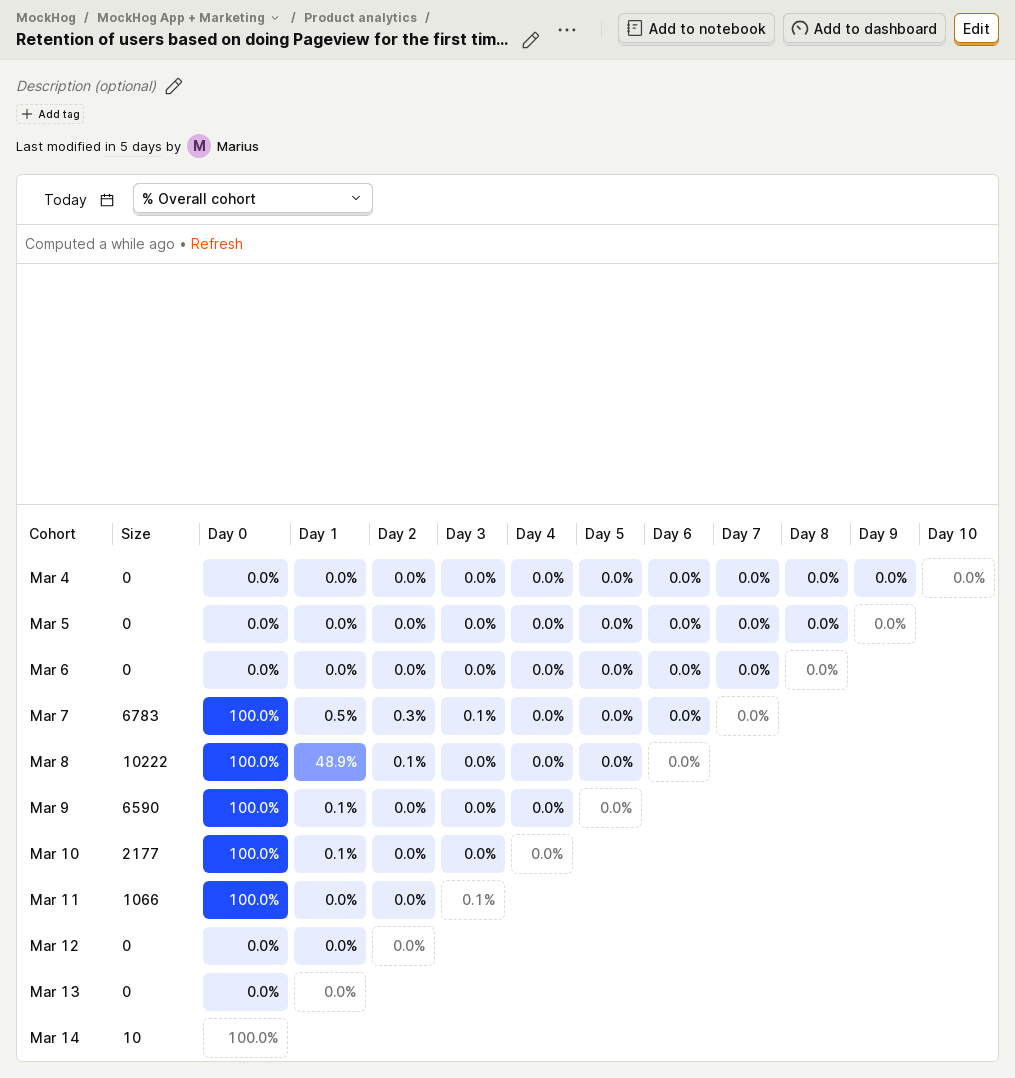 MockHog / MockHog App + Marketing / Product analytics /
Retention of users based on doing Pageview for the first tim...
Add to notebook
Add to dashboard
Edit
Description (optional)
Add tag
Last modified in 5 days by M Marius
Today
% Overall cohort
Computed a while ago • Refresh
Cohort Size Day 0 Day 1 Day 2 Day 3 Day 4 Day 5 Day 6 Day 7 Day 8 Day 9 Day 10
Mar 4 0 0.0% 0.0% 0.0% 0.0% 0.0% 0.0% 0.0% 0.0% 0.0% 0.0% 0.0%
Mar 5 0 0.0% 0.0% 0.0% 0.0% 0.0% 0.0% 0.0% 0.0% 0.0% 0.0%
Mar 6 0 0.0% 0.0% 0.0% 0.0% 0.0% 0.0% 0.0% 0.0% 0.0%
Mar 7 6783 100.0% 0.5% 0.3% 0.1% 0.0% 0.0% 0.0% 0.0%
Mar 8 10222 100.0% 48.9% 0.1% 0.0% 0.0% 0.0% 0.0%
Mar 9 6590 100.0% 0.1% 0.0% 0.0% 0.0% 0.0%
Mar 10 2177 100.0% 0.1% 0.0% 0.0% 0.0%
Mar 11 1066 100.0% 0.0% 0.0% 0.1%
Mar 12 0 0.0% 0.0% 0.0%
Mar 13 0 0.0% 0.0%
Mar 14 10 100.0%